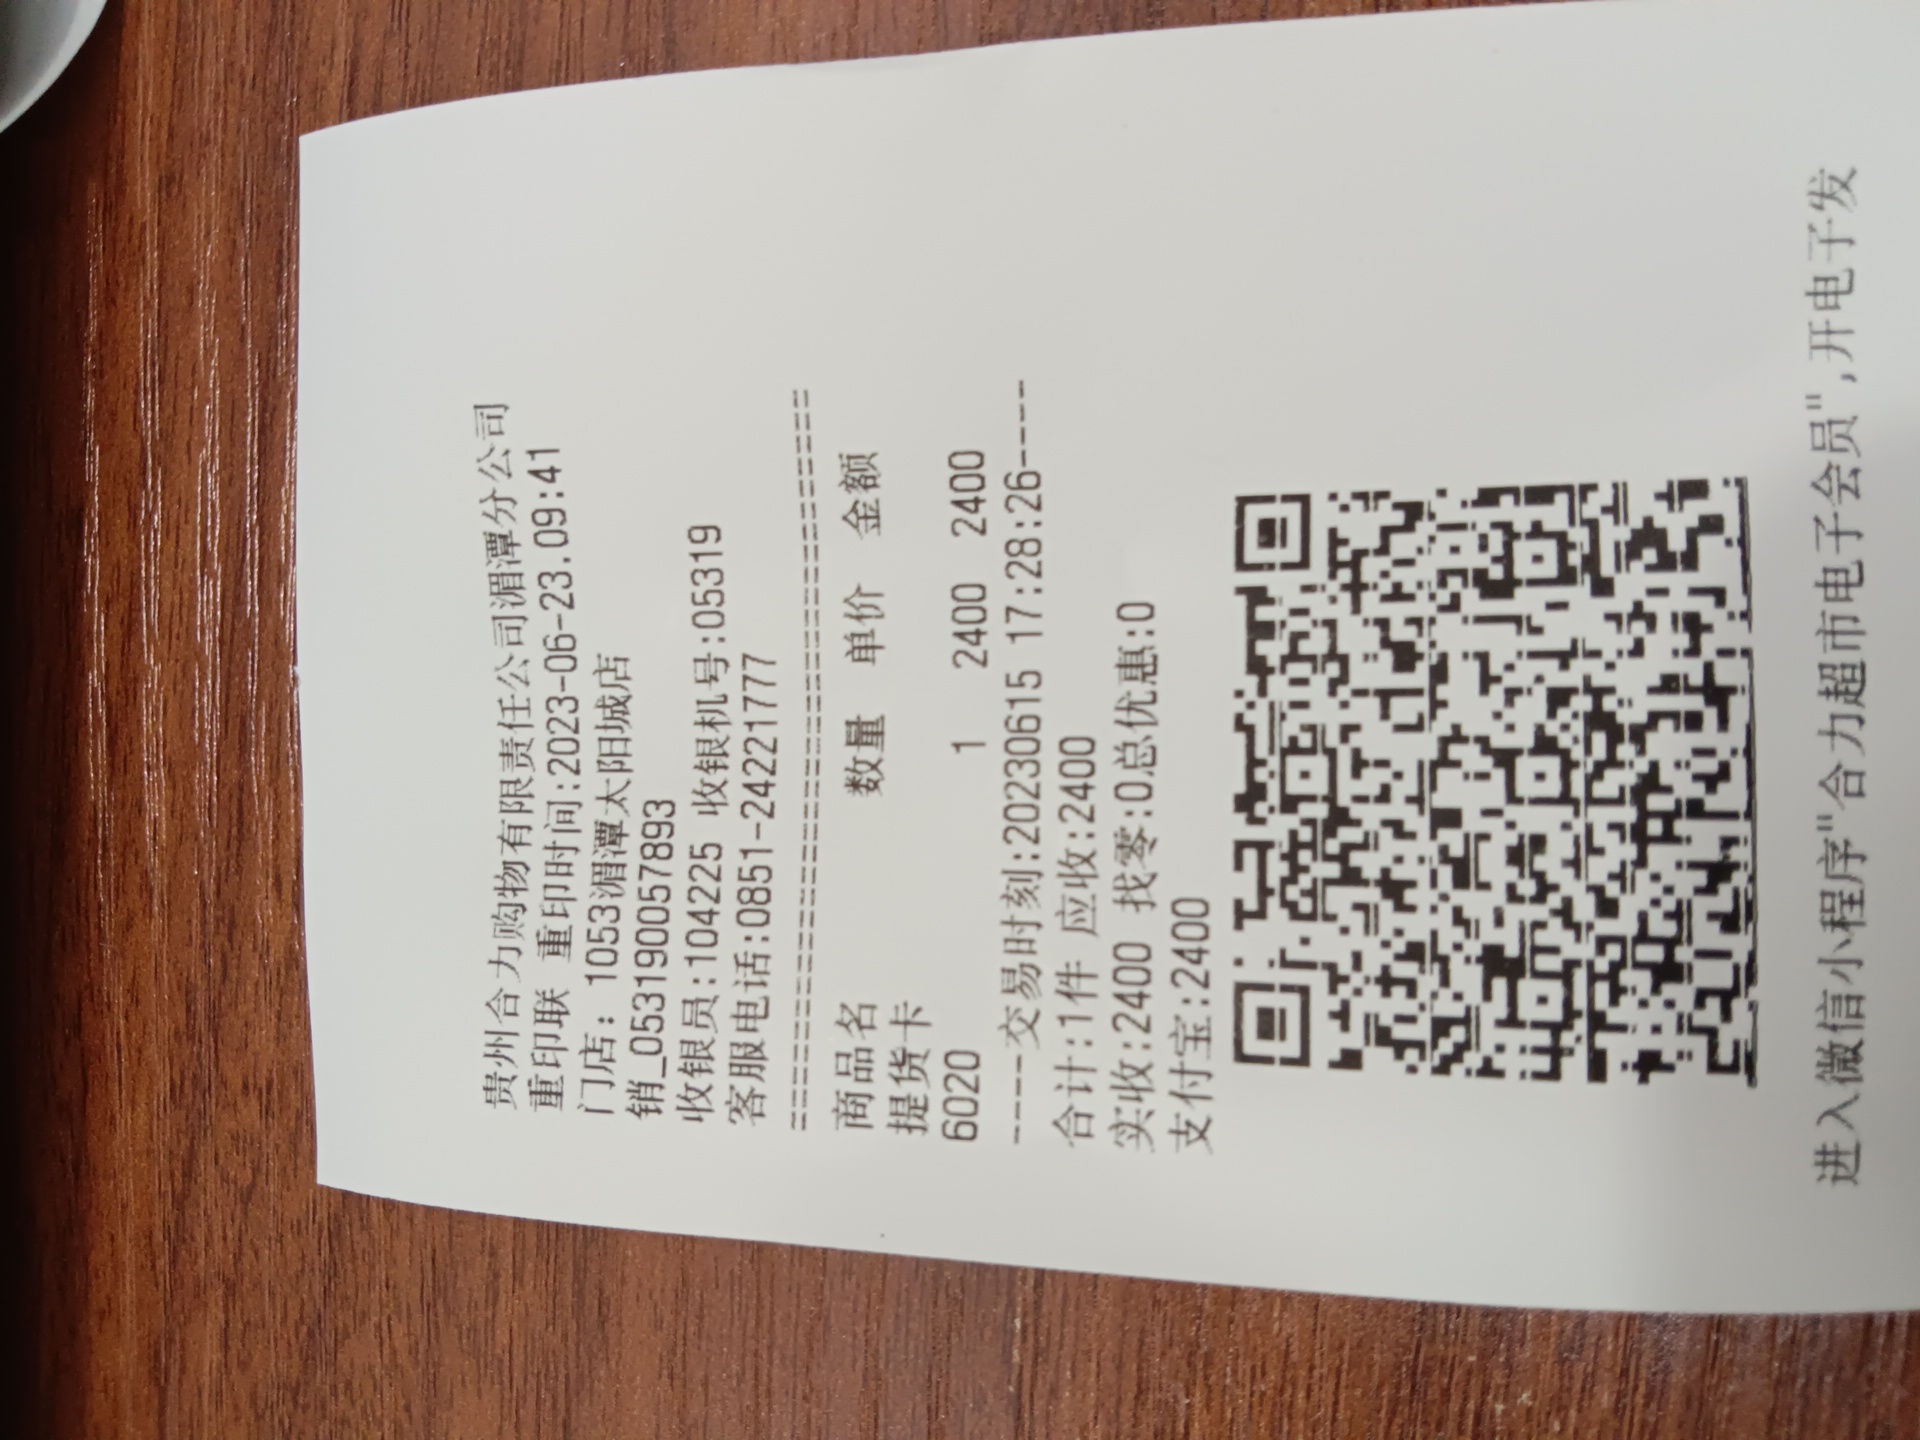 贵州合力购物有限责任公司湄潭分公司
重印联 重印时间:2023-06-23.09:41
门店: 1053湄潭太阳城店
销_0531900578​93
收银员:104225 收银机号:05319
客服电话:0851-24221777
==========================================
商品名 数量 单价 金额
提货卡
6020 1 2400 2400
----交易时刻:20230615 17:28:26----
合计:1件 应收:2400
实收:2400 找零:0总优惠:0
支付宝:2400
进入微信小程序"合力超市电子会员",开电子发